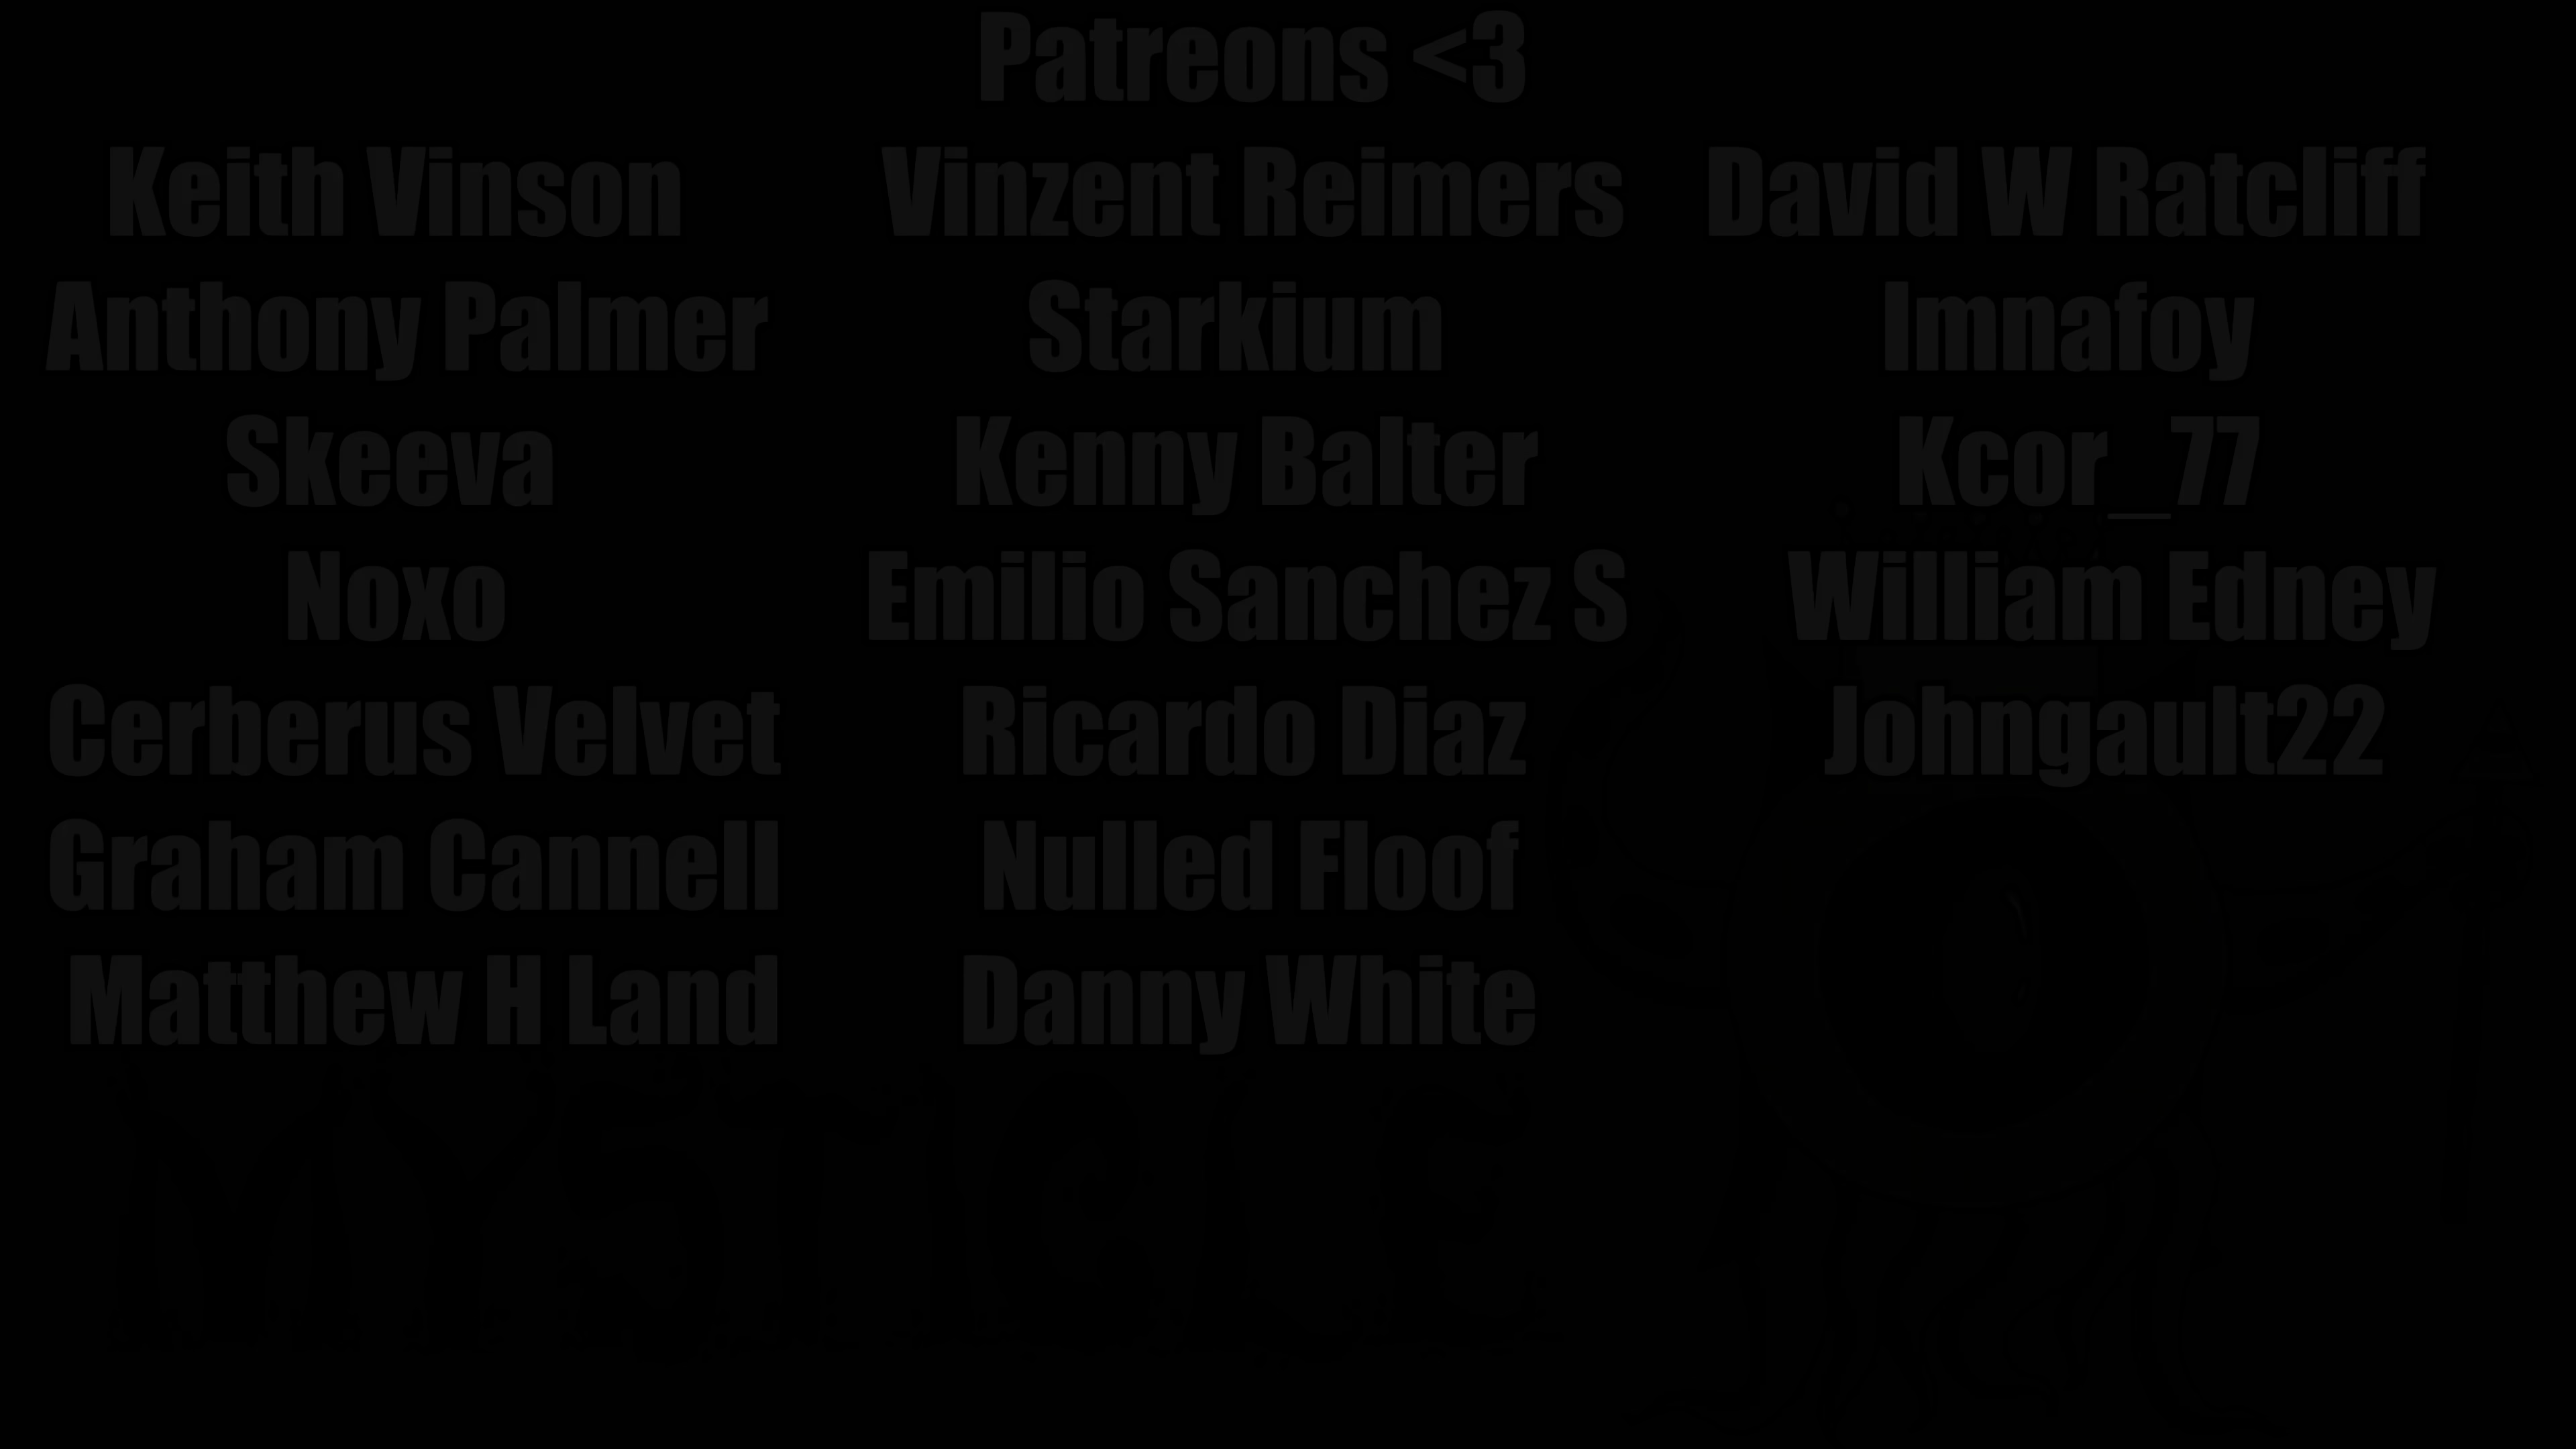 Patreons <3
Keith Vinson Vinzent Reimers David W Ratcliff
Anthony Palmer Starkium Imnafoy
Skeeva Kenny Balter Kcor_77
Noxo Emilio Sanchez S William Edney
Cerberus Velvet Ricardo Diaz Johngault22
Graham Cannell Nulled Floof
Matthew H Land Danny White